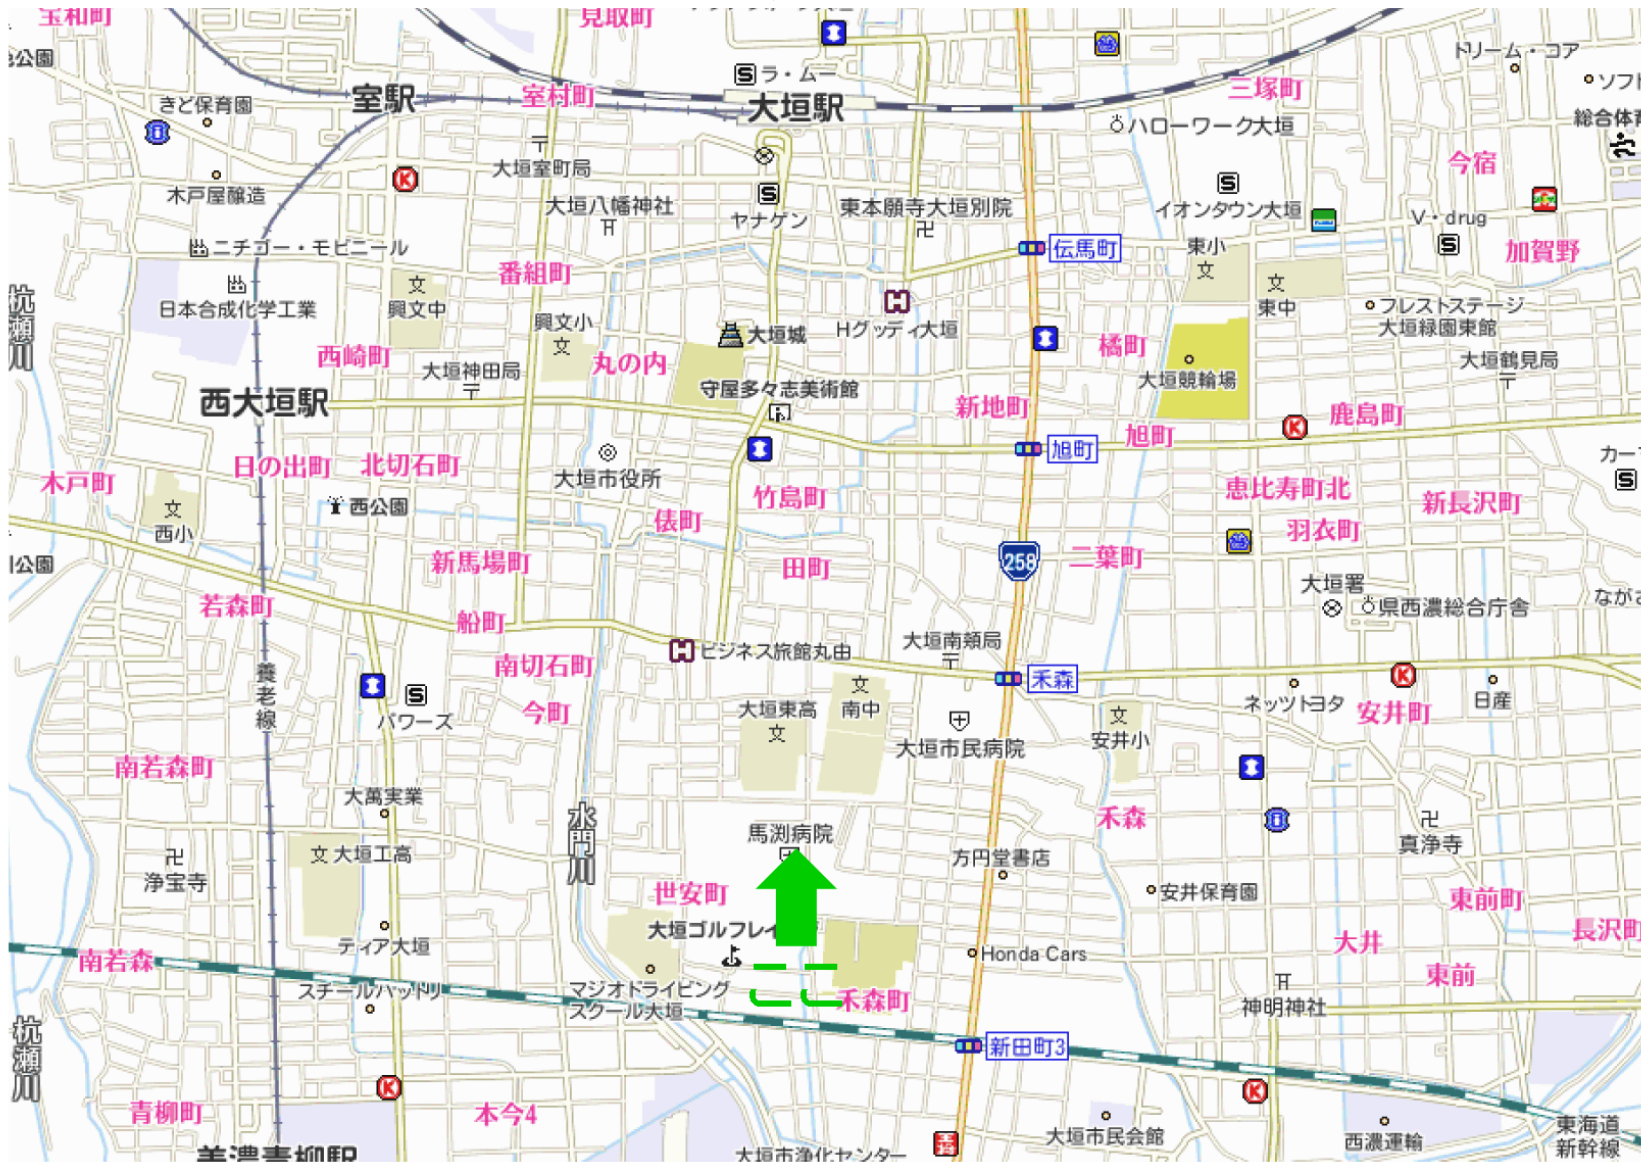 宝和町
見取町
ドリーム・コア
ソフト
ラ・ムー
三塚町
室駅
室村町
大垣駅
きど保育園
ハローワーク大垣
総合体育
大垣室町局
今宿
木戸屋醸造
大垣八幡神社
ヤナゲン
東本願寺大垣別院
イオンタウン大垣
V・drug
ニチゴー・モビニール
伝馬町
東小
加賀野
番組町
杭瀬川
日本合成化学工業
興文中
興文小
大垣城
Hグッディ大垣
東中
フレストステージ
大垣緑園東館
西崎町
大垣神田局
丸の内
橘町
大垣競輪場
大垣鶴見局
西大垣駅
守屋多々志美術館
新地町
旭町
鹿島町
旭町
日の出町
北切石町
木戸町
大垣市役所
竹島町
恵比寿町北
新長沢町
西公園
俵町
羽衣町
西小
新馬場町
田町
258
二葉町
大垣署
県西濃総合庁舎
若森町
船町
大垣南頬局
ビジネス旅館丸由
南切石町
禾森
養老線
パワーズ
今町
大垣東高
南中
大垣市民病院
安井小
ネッツトヨタ
安井町
日産
南若森町
大萬実業
水門川
馬渕病院
禾森
真浄寺
大垣工高
浄宝寺
方円堂書店
世安町
安井保育園
東前町
大垣ゴルフレイ
長沢町
ティア大垣
大井
南若森
Honda Cars
東前
スチールハットリ
マジオドライビング
スクール大垣
禾森町
神明神社
杭瀬川
新田町3
青柳町
本今4
大垣市民会館
西濃運輸
東海道
新幹線
美濃青柳駅
大垣市浄化センター